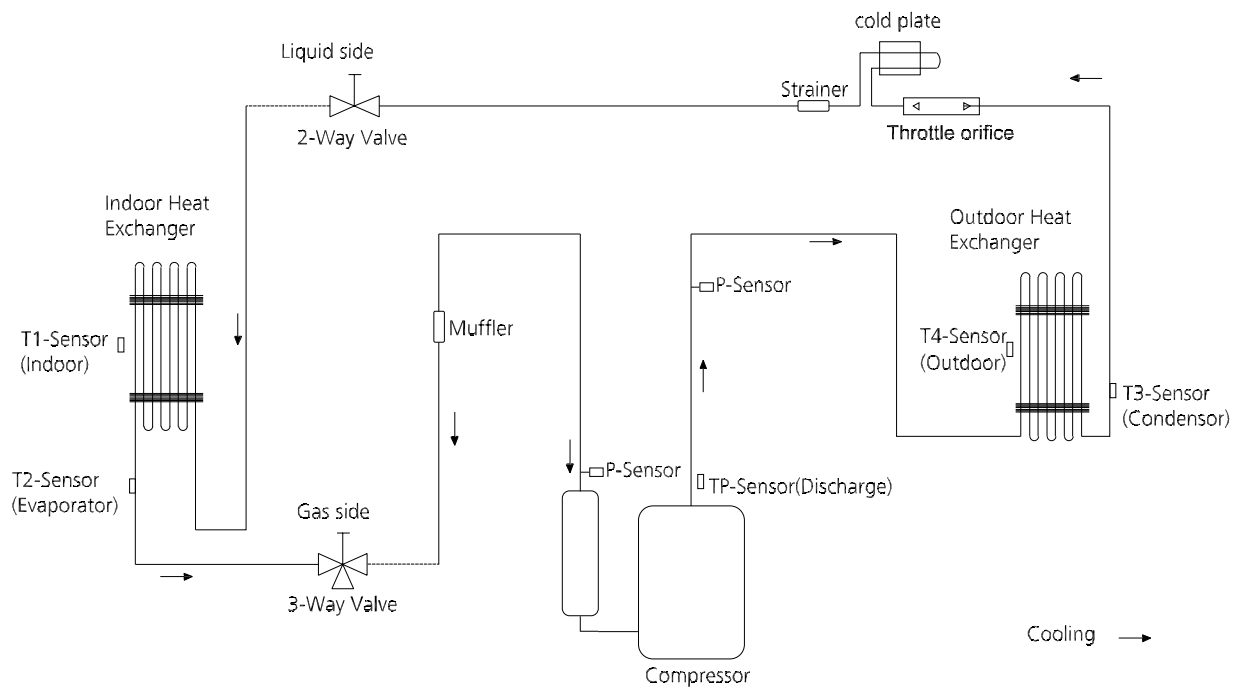 cold plate
Liquid side
Strainer
2-Way Valve
Throttle orifice
Indoor Heat
Exchanger
Outdoor Heat
Exchanger
P-Sensor
Muffler
T1-Sensor
(Indoor)
T4-Sensor
(Outdoor)
T3-Sensor
(Condensor)
P-Sensor
T2-Sensor
(Evaporator)
TP-Sensor(Discharge)
Gas side
3-Way Valve
Cooling
Compressor